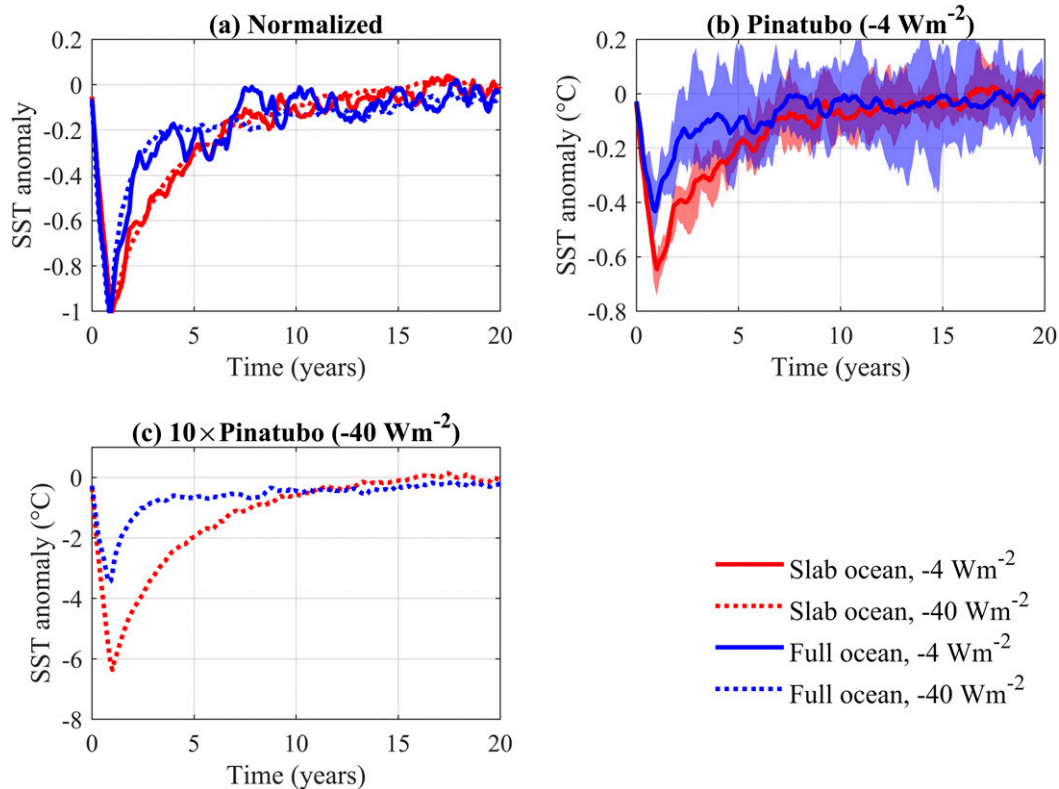 (a) Normalized
0.2
0
-0.2
-0.4
-0.6
-0.8
-1
SST anomaly
0 5 10 15 20
Time (years)
(b) Pinatubo (-4 Wm⁻²)
0.2
0
-0.2
-0.4
-0.6
-0.8
SST anomaly (°C)
0 5 10 15 20
Time (years)
(c) 10×Pinatubo (-40 Wm⁻²)
0
-2
-4
-6
-8
SST anomaly (°C)
0 5 10 15 20
Time (years)
Slab ocean, -4 Wm⁻²
Slab ocean, -40 Wm⁻²
Full ocean, -4 Wm⁻²
Full ocean, -40 Wm⁻²